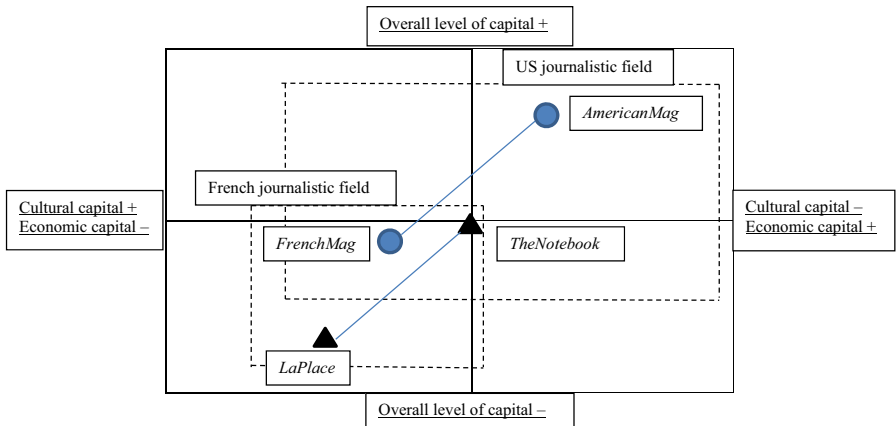 Overall level of capital +
US journalistic field
AmericanMag
French journalistic field
Cultural capital +
Economic capital –
Cultural capital –
Economic capital +
FrenchMag
TheNotebook
LaPlace
Overall level of capital –